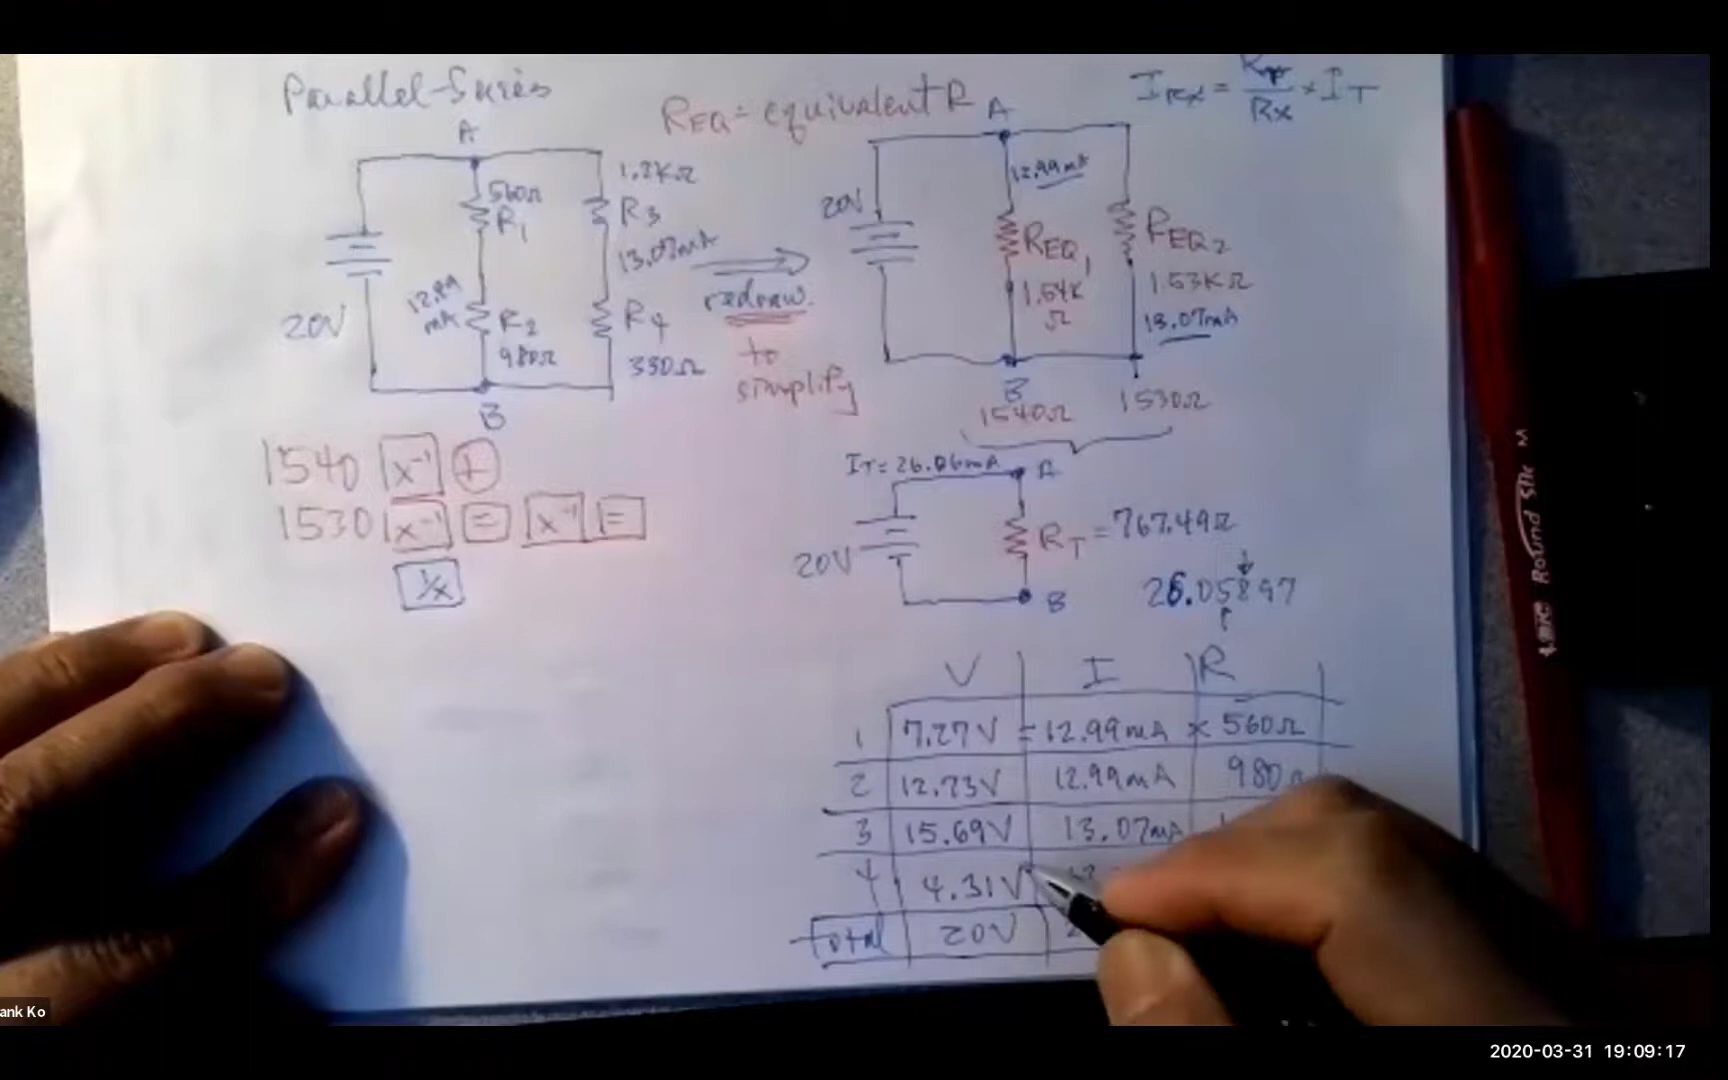 Parallel-Series
REQ = equivalent R
IRX = /RX × IT
A
560Ω
R1
1.2KΩ
R3
13.07mA
12.99
mA
R2
980Ω
R4
330Ω
20V
B
redraw
to
simplify
A
12.99mA
20V
REQ1
1.54K
Ω
REQ2
1.53KΩ
13.07mA
B
1540Ω
1530Ω
1540 x⁻¹ +
1530 x⁻¹ = x⁻¹ =
1/x
IT = 26.06mA
A
20V
RT = 767.49Ω
B
26.05897
V I R
1 7.27V = 12.99mA × 560Ω
2 12.73V 12.99mA 980
3 15.69V 13.07mA
4 4.31V
Total 20V
BIC Round Stic M
ank Ko
2020-03-31 19:09:17